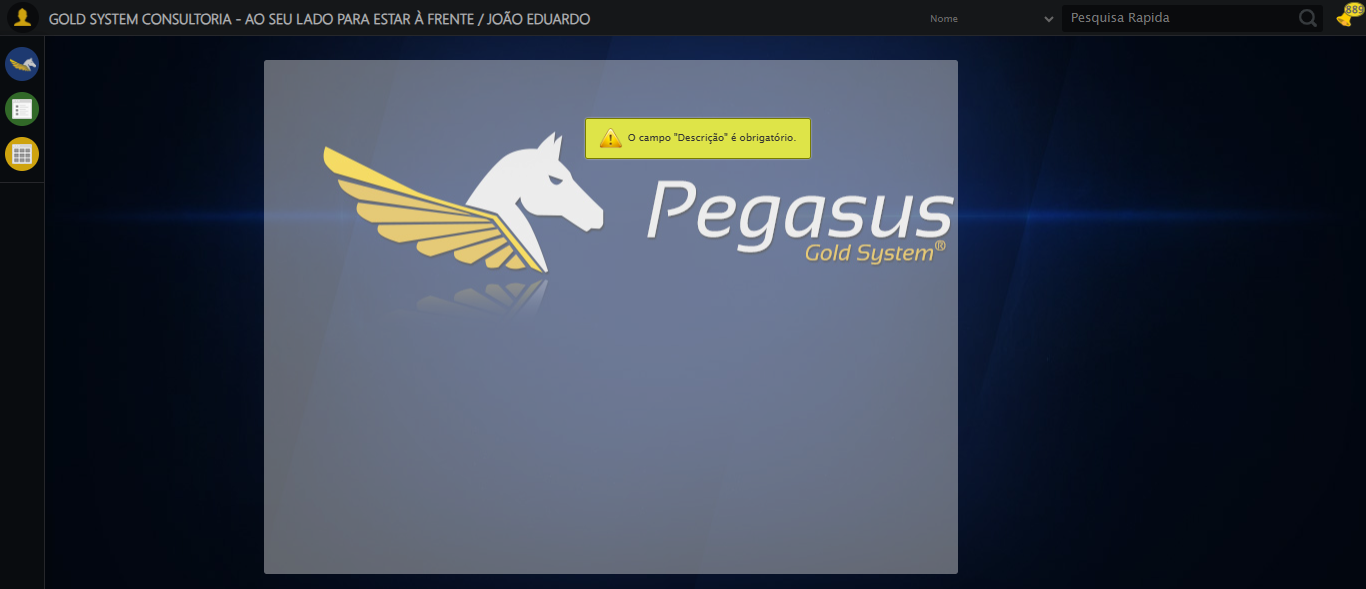 GOLD SYSTEM CONSULTORIA - AO SEU LADO PARA ESTAR À FRENTE / JOÃO EDUARDO
Nome
Pesquisa Rapida
889
O campo "Descrição" é obrigatório.
Pegasus
Gold System®